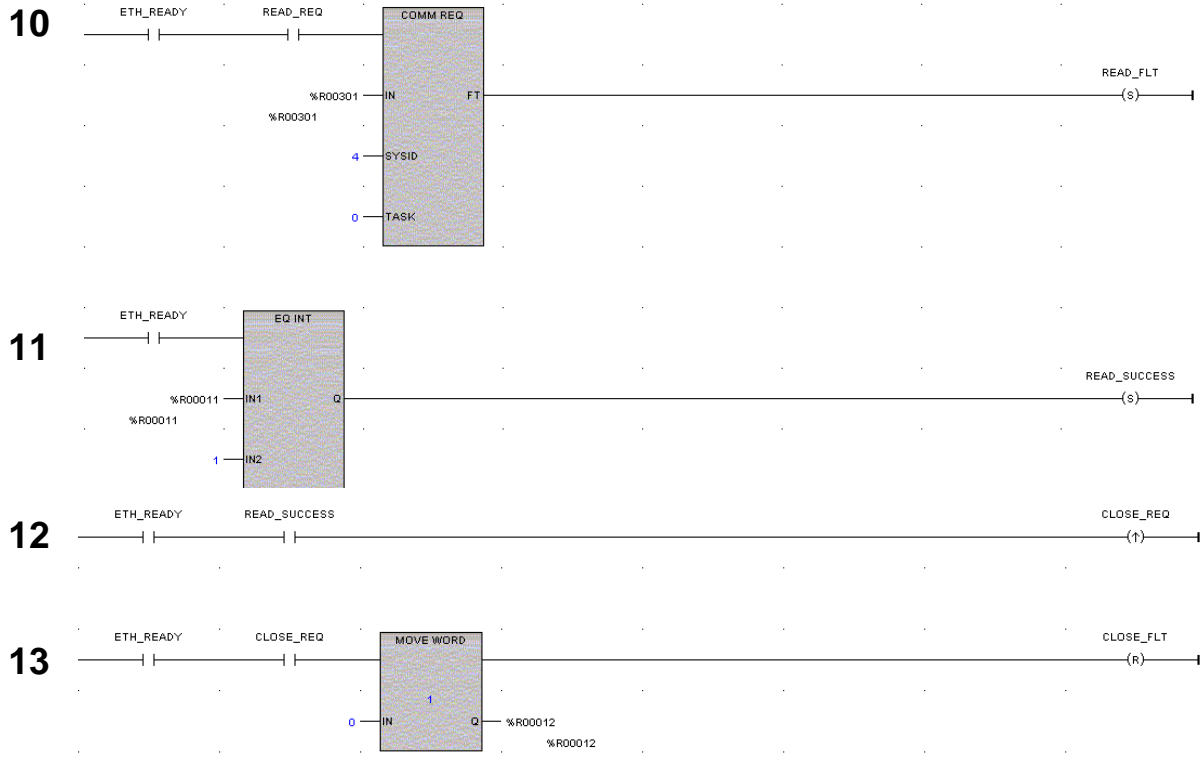 10
ETH_READY READ_REQ COMM REQ
READ_FLT
%R00301 IN FT (S)
%R00301
4 SYSID
0 TASK
11
ETH_READY EQ INT
READ_SUCCESS
%R00011 IN1 Q (S)
%R00011
1 IN2
12
ETH_READY READ_SUCCESS CLOSE_REQ
(↑)
13
ETH_READY CLOSE_REQ MOVE WORD CLOSE_FLT
(R)
1
0 IN Q %R00012
%R00012